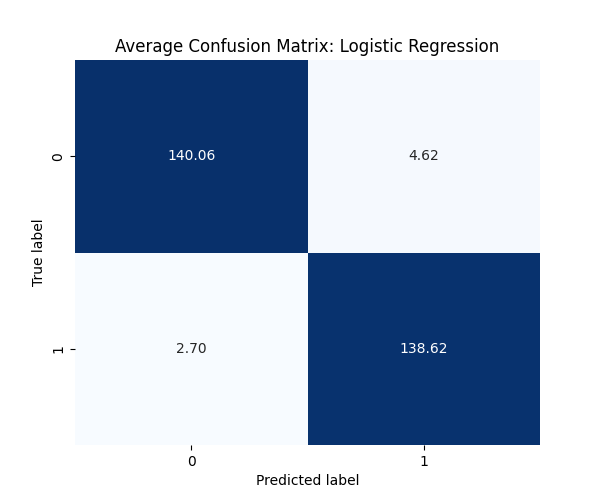 Average Confusion Matrix: Logistic Regression
True label
0
140.06
4.62
1
2.70
138.62
0
1
Predicted label